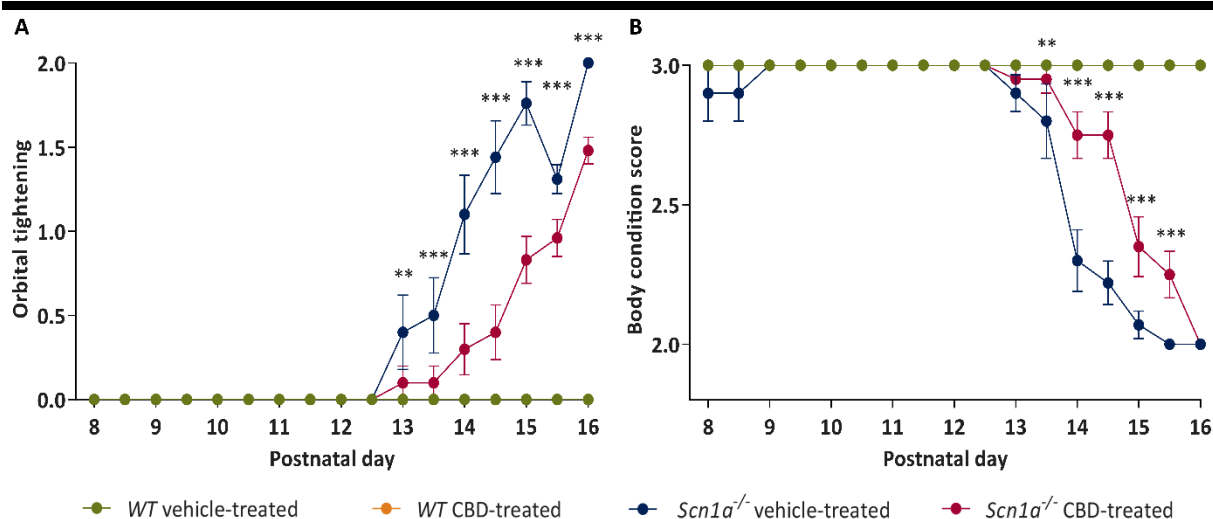 A
Orbital tightening
2.0
1.5
1.0
0.5
0.0
** *** *** *** *** *** ***
8 9 10 11 12 13 14 15 16
Postnatal day
B
Body condition score
3.0
2.5
2.0
** *** *** *** ***
8 9 10 11 12 13 14 15 16
Postnatal day
WT vehicle-treated WT CBD-treated Scn1a-/- vehicle-treated Scn1a-/- CBD-treated